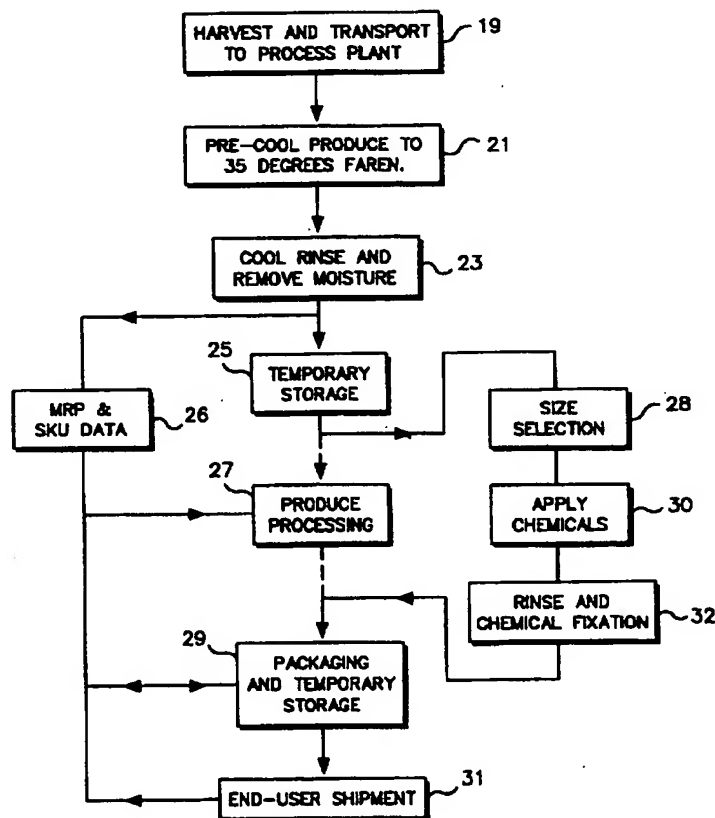 HARVEST AND TRANSPORT
TO PROCESS PLANT
19
PRE-COOL PRODUCE TO
35 DEGREES FAREN.
21
COOL RINSE AND
REMOVE MOISTURE
23
25
TEMPORARY
STORAGE
MRP &
SKU DATA
26
SIZE
SELECTION
28
27
PRODUCE
PROCESSING
APPLY
CHEMICALS
30
RINSE AND
CHEMICAL FIXATION
32
29
PACKAGING
AND TEMPORARY
STORAGE
END-USER SHIPMENT
31